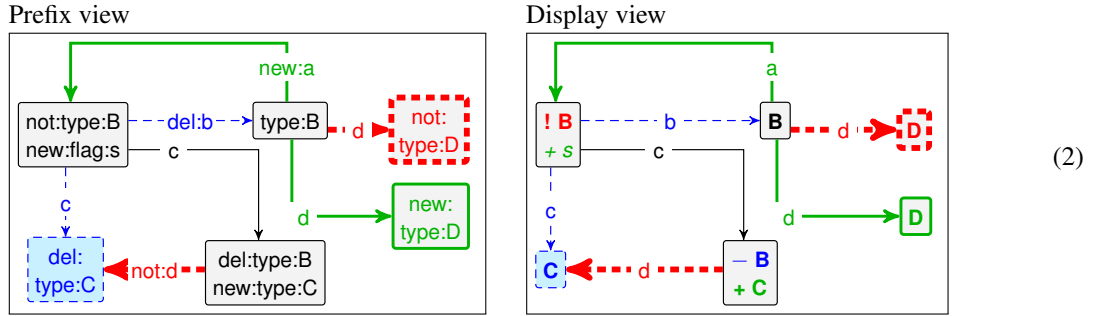 Prefix view
new:a
not:type:B
new:flag:s
del:b
type:B
d
not:
type:D
c
c
d
new:
type:D
del:
type:C
not:d
del:type:B
new:type:C
Display view
a
! B
+ s
b
B
d
D
c
c
d
D
C
d
− B
+ C
(2)